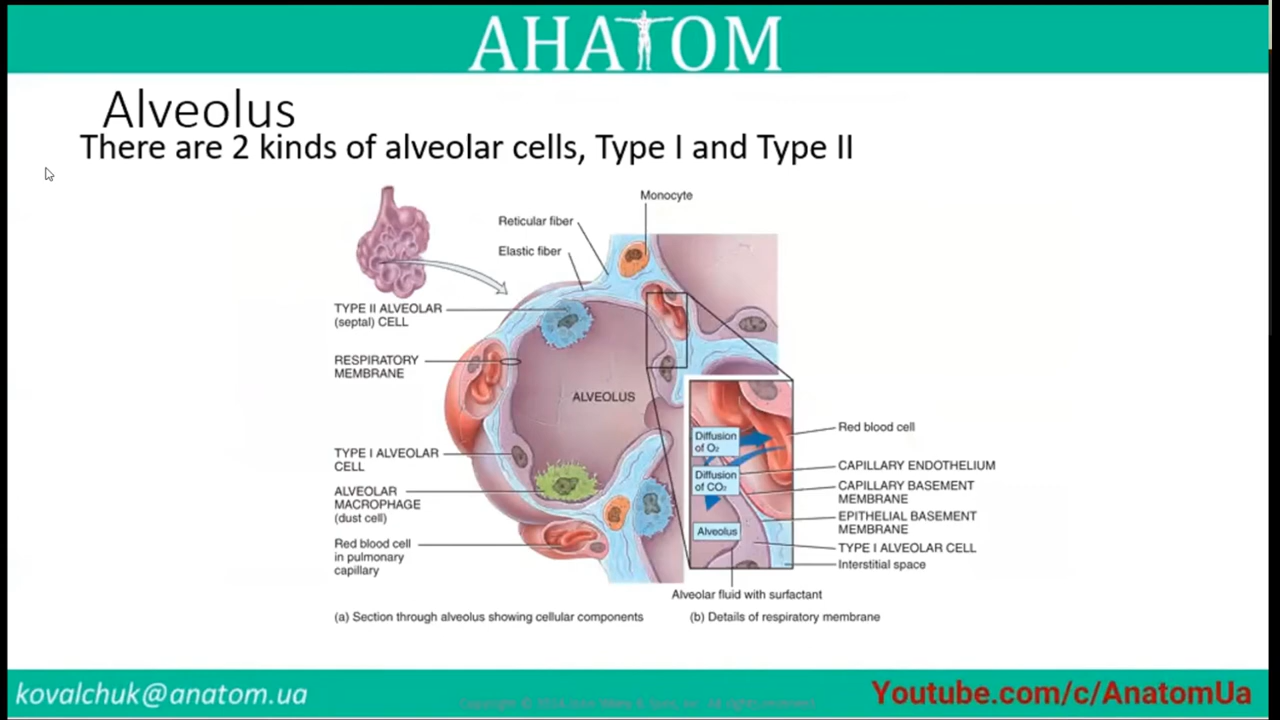 AHATOM
Alveolus
There are 2 kinds of alveolar cells, Type I and Type II
Monocyte
Reticular fiber
Elastic fiber
TYPE II ALVEOLAR
(septal) CELL
RESPIRATORY
MEMBRANE
ALVEOLUS
TYPE I ALVEOLAR
CELL
ALVEOLAR
MACROPHAGE
(dust cell)
Red blood cell
in pulmonary
capillary
Diffusion
of O₂
Diffusion
of CO₂
Alveolus
Red blood cell
CAPILLARY ENDOTHELIUM
CAPILLARY BASEMENT
MEMBRANE
EPITHELIAL BASEMENT
MEMBRANE
TYPE I ALVEOLAR CELL
Interstitial space
Alveolar fluid with surfactant
(a) Section through alveolus showing cellular components
(b) Details of respiratory membrane
kovalchuk@anatom.ua
Youtube.com/c/AnatomUa